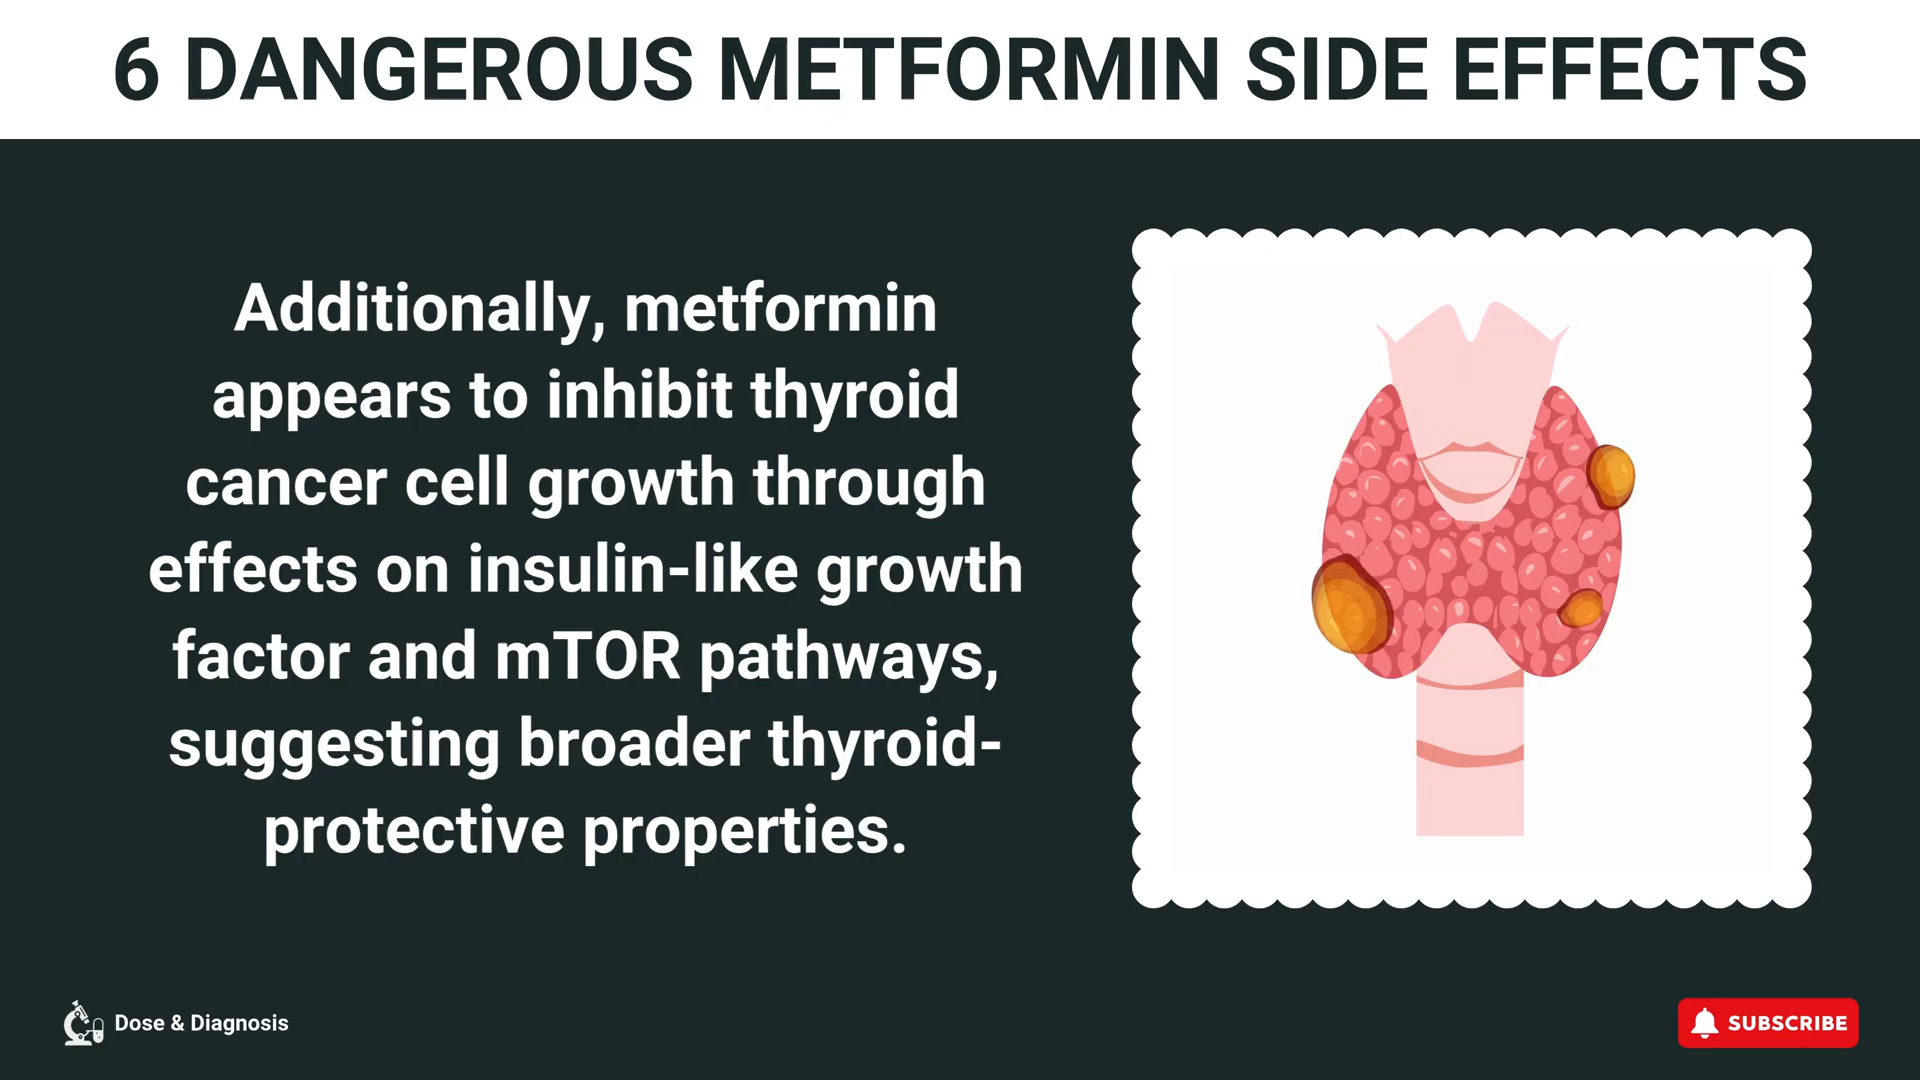 6 DANGEROUS METFORMIN SIDE EFFECTS
Additionally, metformin
appears to inhibit thyroid
cancer cell growth through
effects on insulin-like growth
factor and mTOR pathways,
suggesting broader thyroid-
protective properties.
Dose & Diagnosis
SUBSCRIBE